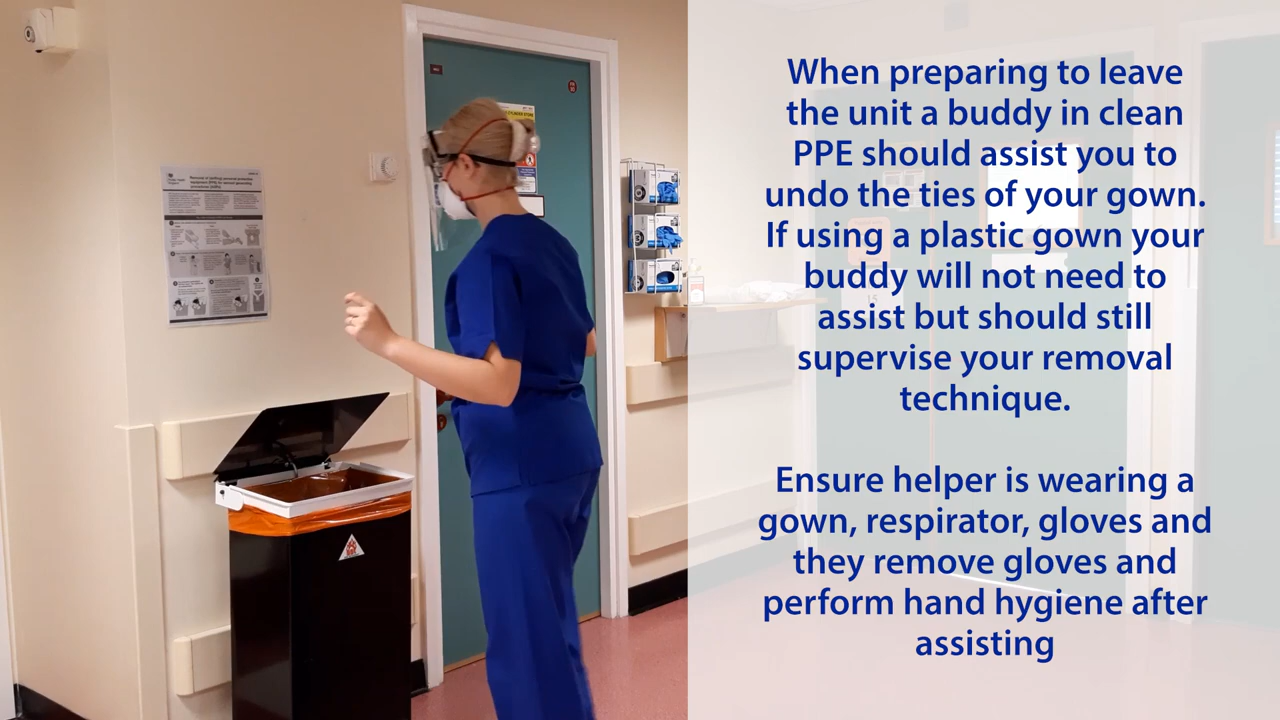 When preparing to leave
the unit a buddy in clean
PPE should assist you to
undo the ties of your gown.
If using a plastic gown your
buddy will not need to
assist but should still
supervise your removal
technique.
Ensure helper is wearing a
gown, respirator, gloves and
they remove gloves and
perform hand hygiene after
assisting